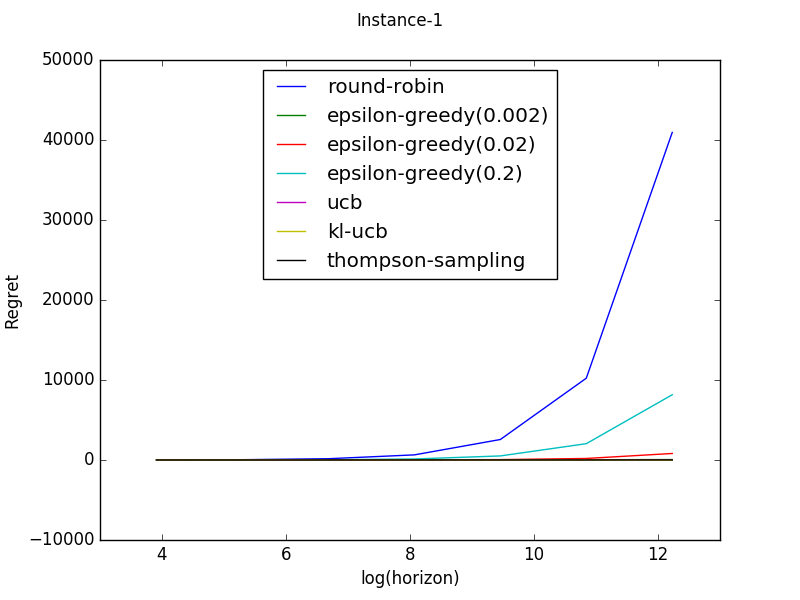 Instance-1
50000
40000
30000
20000
10000
0
−10000
Regret
round-robin
epsilon-greedy(0.002)
epsilon-greedy(0.02)
epsilon-greedy(0.2)
ucb
kl-ucb
thompson-sampling
4 6 8 10 12
log(horizon)